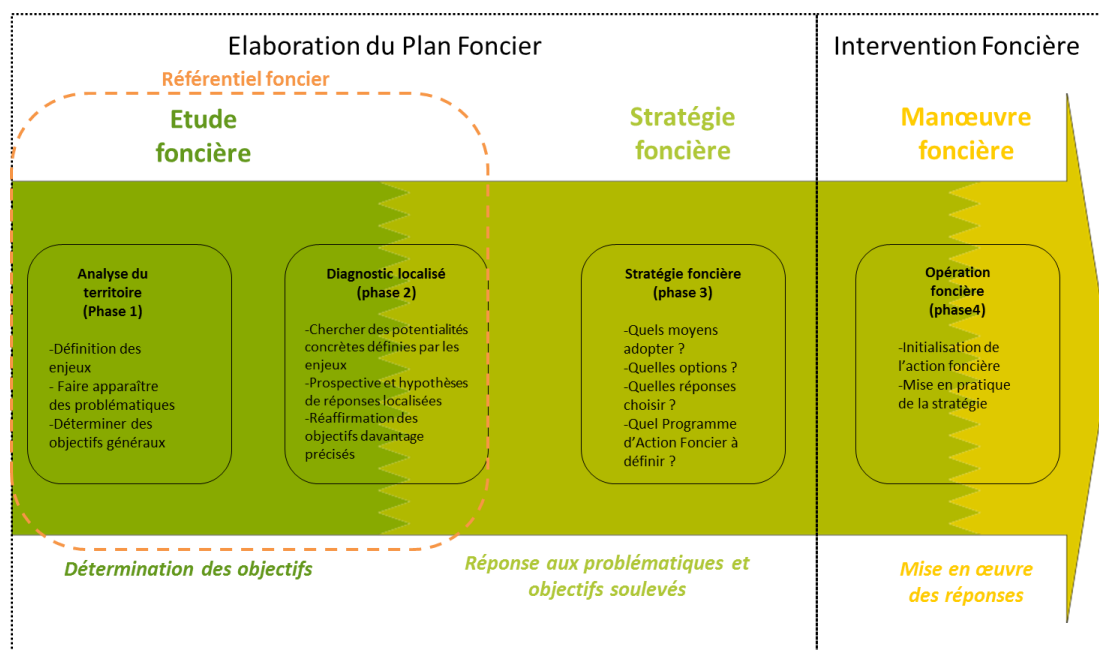 Elaboration du Plan Foncier
Intervention Foncière
Référentiel foncier
Etude
foncière
Stratégie
foncière
Manœuvre
foncière
Analyse du
territoire
(Phase 1)
-Définition des
enjeux
- Faire apparaître
des problématiques
-Déterminer des
objectifs généraux
Diagnostic localisé
(phase 2)
-Chercher des potentialités
concrètes définies par les
enjeux
-Prospective et hypothèses
de réponses localisées
-Réaffirmation des
objectifs davantage
précisés
Stratégie foncière
(phase 3)
-Quels moyens
adopter ?
-Quelles options ?
-Quelles réponses
choisir ?
-Quel Programme
d’Action Foncier à
définir ?
Opération
foncière
(phase4)
-Initialisation de
l’action foncière
-Mise en pratique
de la stratégie
Détermination des objectifs
Réponse aux problématiques et
objectifs soulevés
Mise en œuvre
des réponses